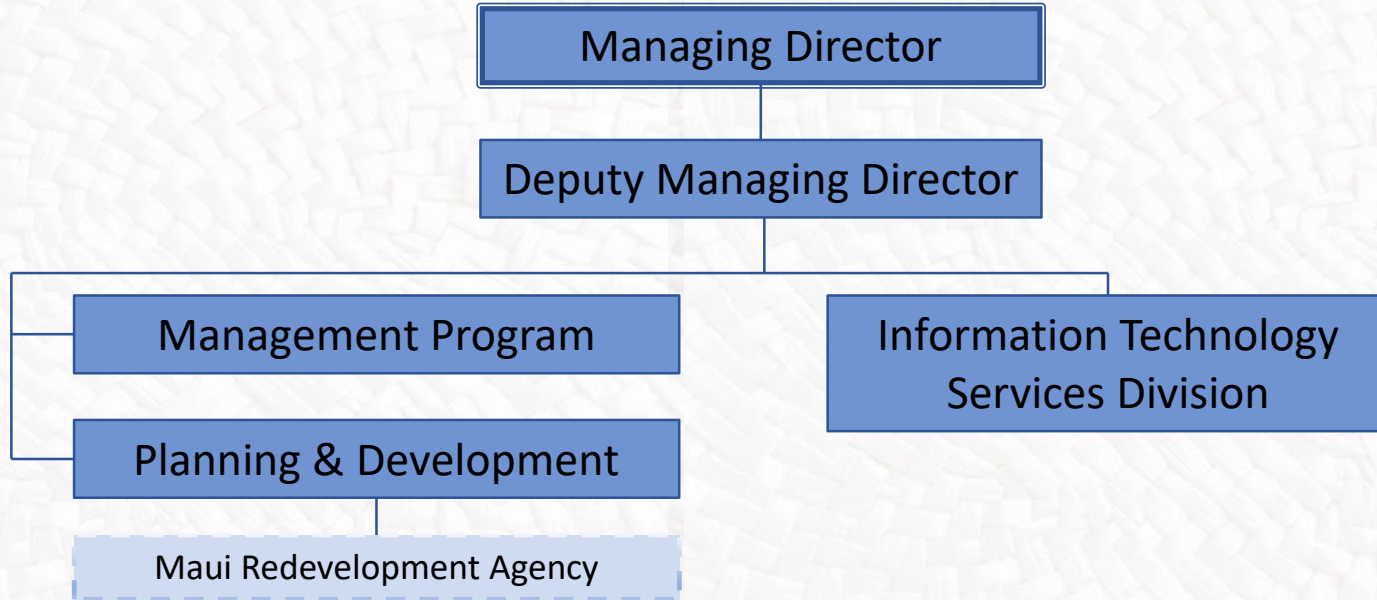 Managing Director
Deputy Managing Director
Management Program
Information Technology
Services Division
Planning & Development
Maui Redevelopment Agency